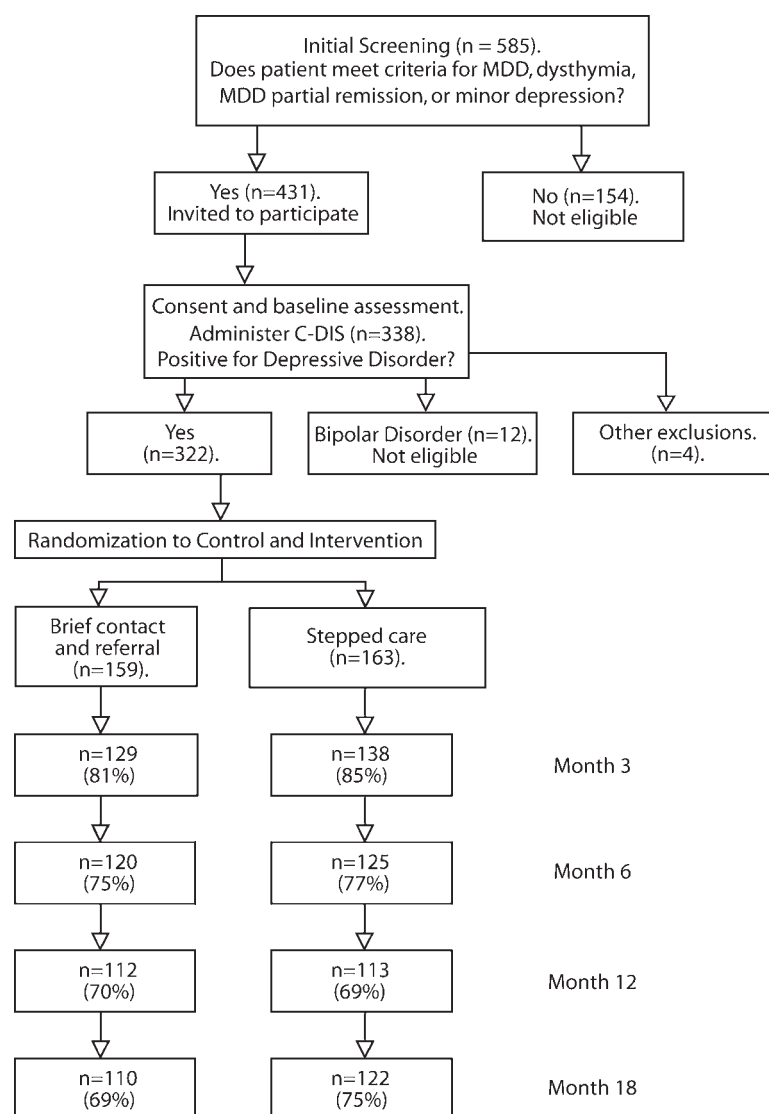 Initial Screening (n = 585).
Does patient meet criteria for MDD, dysthymia,
MDD partial remission, or minor depression?
Yes (n=431).
Invited to participate
No (n=154).
Not eligible
Consent and baseline assessment.
Administer C-DIS (n=338).
Positive for Depressive Disorder?
Yes
(n=322).
Bipolar Disorder (n=12).
Not eligible
Other exclusions.
(n=4).
Randomization to Control and Intervention
Brief contact
and referral
(n=159).
Stepped care
(n=163).
n=129
(81%)
n=138
(85%)
Month 3
n=120
(75%)
n=125
(77%)
Month 6
n=112
(70%)
n=113
(69%)
Month 12
n=110
(69%)
n=122
(75%)
Month 18